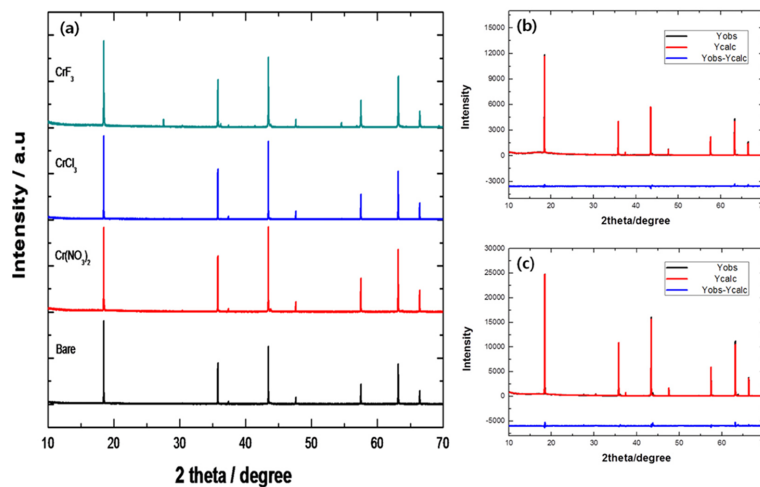 (a)
CrF3
CrCl3
Cr(NO3)2
Bare
Intensity / a.u
10 20 30 40 50 60 70
2 theta / degree
(b)
Yobs
Ycalc
Yobs-Ycalc
15000
12000
9000
6000
3000
0
-3000
Intensity
10 20 30 40 50 60 70
2theta/degree
(c)
Yobs
Ycalc
Yobs-Ycalc
30000
25000
20000
15000
10000
5000
0
-5000
Intensity
10 20 30 40 50 60
2theta/degree